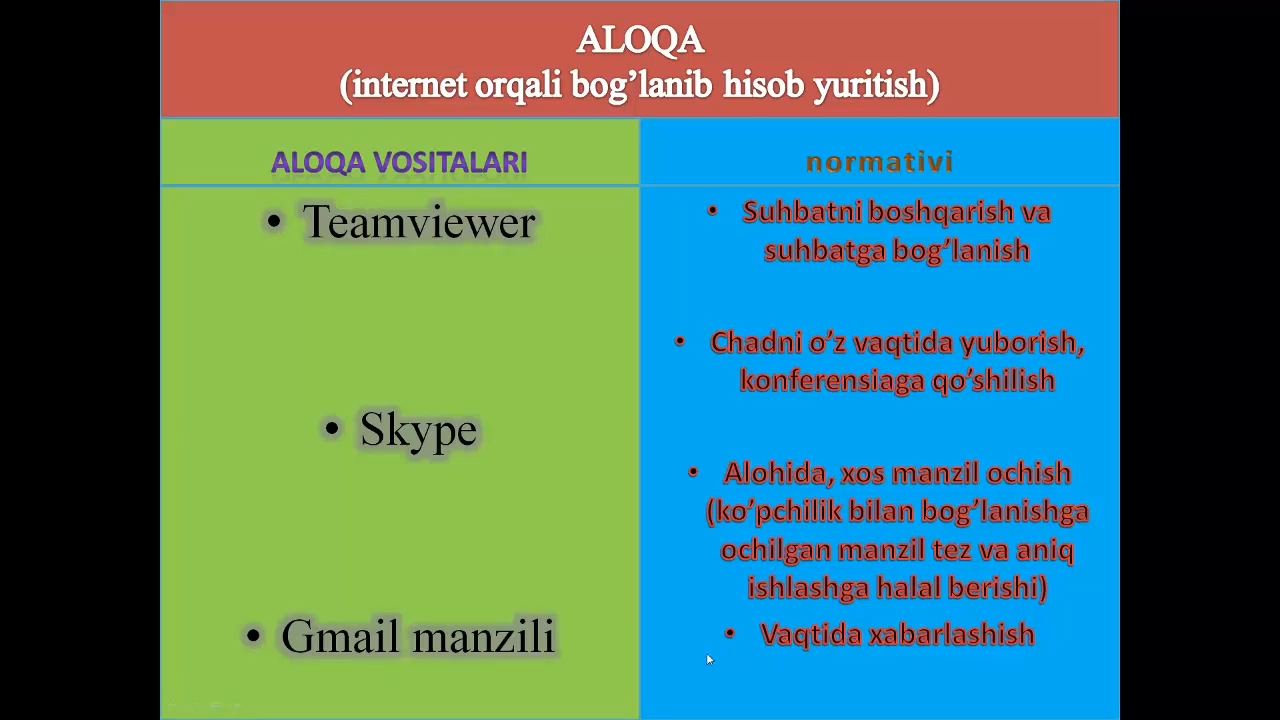 ALOQA
(internet orqali bog’lanib hisob yuritish)
ALOQA VOSITALARI
normativi
• Teamviewer
• Skype
• Gmail manzili
• Suhbatni boshqarish va
suhbatga bog’lanish
• Chadni o’z vaqtida yuborish,
konferensiaga qo’shilish
• Alohida, xos manzil ochish
(ko’pchilik bilan bog’lanishga
ochilgan manzil tez va aniq
ishlashga halal berishi)
• Vaqtida xabarlashish